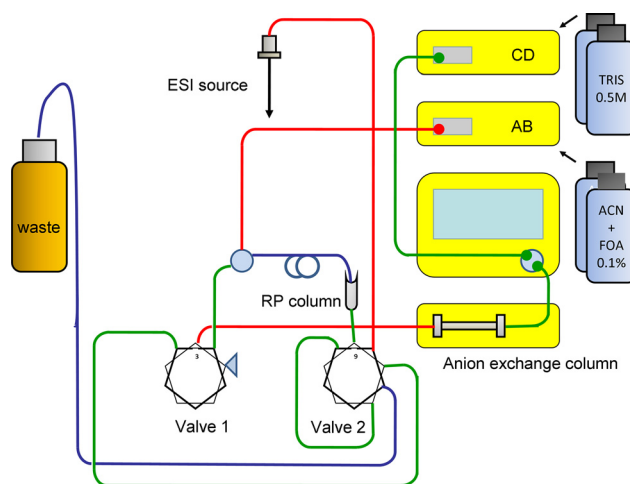 CD
TRIS
0.5M
ESI source
AB
waste
ACN
+
FOA
0.1%
RP column
Anion exchange column
3
9
Valve 1
Valve 2